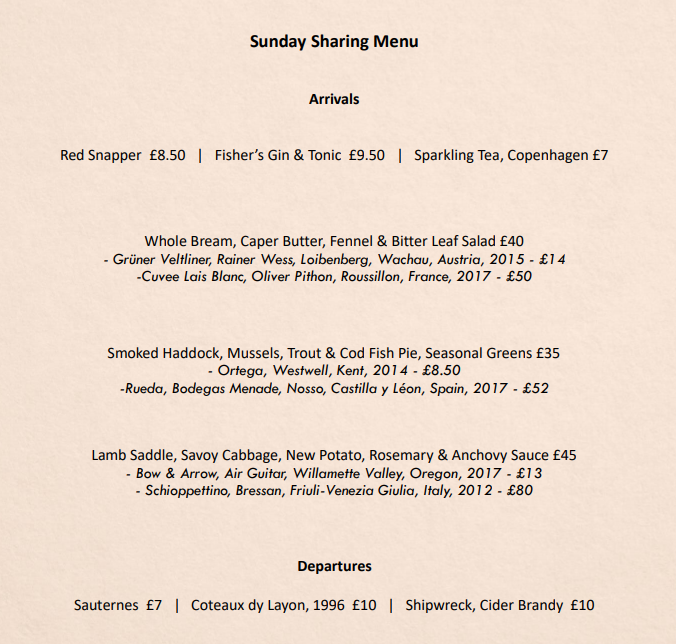 Sunday Sharing Menu
Arrivals
Red Snapper £8.50 | Fisher's Gin & Tonic £9.50 | Sparkling Tea, Copenhagen £7
Whole Bream, Caper Butter, Fennel & Bitter Leaf Salad £40
- Grüner Veltliner, Rainer Wess, Loibenberg, Wachau, Austria, 2015 - £14
-Cuvee Lais Blanc, Oliver Pithon, Roussillon, France, 2017 - £50
Smoked Haddock, Mussels, Trout & Cod Fish Pie, Seasonal Greens £35
- Ortega, Westwell, Kent, 2014 - £8.50
-Rueda, Bodegas Menade, Nosso, Castilla y Léon, Spain, 2017 - £52
Lamb Saddle, Savoy Cabbage, New Potato, Rosemary & Anchovy Sauce £45
- Bow & Arrow, Air Guitar, Willamette Valley, Oregon, 2017 - £13
- Schioppettino, Bressan, Friuli-Venezia Giulia, Italy, 2012 - £80
Departures
Sauternes £7 | Coteaux dy Layon, 1996 £10 | Shipwreck, Cider Brandy £10